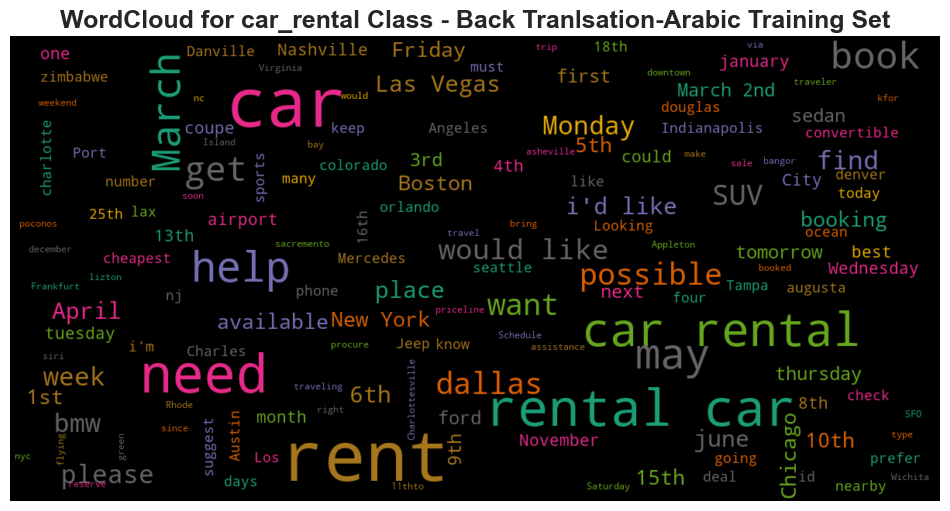 WordCloud for car_rental Class - Back Tranlsation-Arabic Training Set
one
Danville
Nashville
Friday
18th
trip
via
january
book
zimbabwe
Virginia
Las Vegas
must
first
downtown
traveler
March
weekend
nc
car
would
March 2nd
kfor
douglas
sedan
charlotte
coupe
keep
Angeles
Monday
Indianapolis
convertible
Island
bay
5th
Port
get
sports
colorado
3rd
4th
asheville
could
make
sale
bangor
find
number
many
Boston
like
SUV
City
denver
today
soon
25th
lax
airport
orlando
i'd like
booking
poconos
13th
16th
travel
bring
Looking
ocean
december
cheapest
sacremento
would like
Appleton
tomorrow
best
help
Mercedes
seattle
possible
booked
Wednesday
Frankfurt
lizton
nj
phone
place
next
four
Tampa
augusta
April
available
New York
priceline
want
car rental
tuesday
i'm
procure
Jeep
know
Schedule
assistance
may
siri
Charles
week
need
traveling
Charlottesville
dallas
thursday
1st
Rhode
right
6th
rental car
8th
check
bmw
since
month
ford
SFO
suggest
Austin
rent
9th
November
june
Chicago
10th
type
nyc
flying
green
Los
going
prefer
please
reserve
days
11thto
Saturday
15th
deal
id
nearby
Wichita